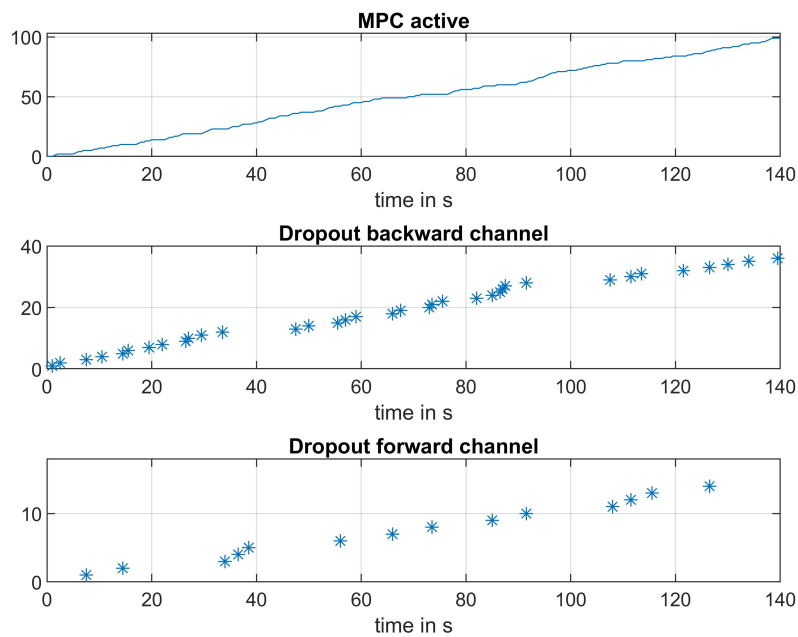 MPC active
100
50
0
0 20 40 60 80 100 120 140
time in s
Dropout backward channel
40
20
0
0 20 40 60 80 100 120 140
time in s
Dropout forward channel
10
0
0 20 40 60 80 100 120 140
time in s